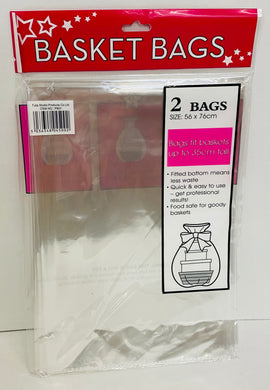 BASKET BAGS
2 BAGS
SIZE: 56 x 76cm
Bags fit baskets
up to 35cm tall
• Fitted bottom means
less waste
• Quick & easy to use
– get professional
results!
• Food safe for goody
baskets